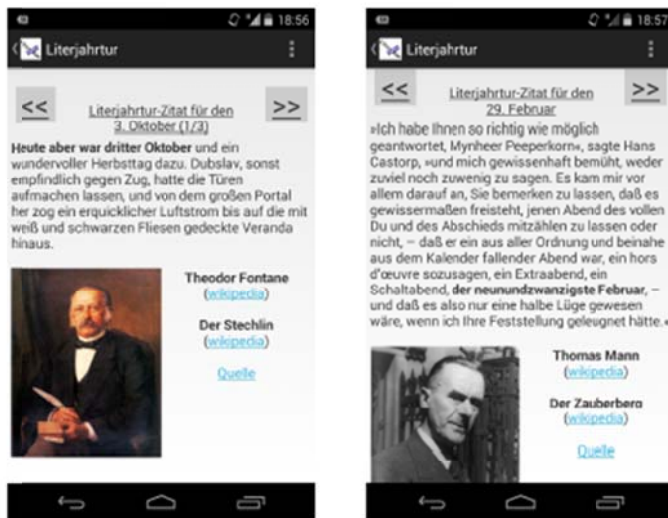 18:56
Literjahrtur
<<
Literjahrtur-Zitat für den
3. Oktober (1/3)
>>
Heute aber war dritter Oktober und ein
wundervoller Herbsttag dazu. Dubslav, sonst
empfindlich gegen Zug, hatte die Türen
aufmachen lassen, und von dem großen Portal
her zog ein erquicklicher Luftstrom bis auf die mit
weiß und schwarzen Fliesen gedeckte Veranda
hinaus.
Theodor Fontane
(wikipedia)
Der Stechlin
(wikipedia)
Quelle
18:57
Literjahrtur
<<
Literjahrtur-Zitat für den
29. Februar
>>
»Ich habe Ihnen so richtig wie möglich
geantwortet, Mynheer Peeperkorn«, sagte Hans
Castorp, »und mich gewissenhaft bemüht, weder
zuviel noch zuwenig zu sagen. Es kam mir vor
allem darauf an, Sie bemerken zu lassen, daß es
gewissermaßen freisteht, jenen Abend des vollen
Du und des Abschieds mitzählen zu lassen oder
nicht, – daß er ein aus aller Ordnung und beinahe
aus dem Kalender fallender Abend war, ein hors
d'œuvre sozusagen, ein Extraabend, ein
Schaltabend, der neunundzwanzigste Februar, –
und daß es also nur eine halbe Lüge gewesen
wäre, wenn ich Ihre Feststellung geleugnet hätte.«
Thomas Mann
(wikipedia)
Der Zauberberg
(wikipedia)
Quelle